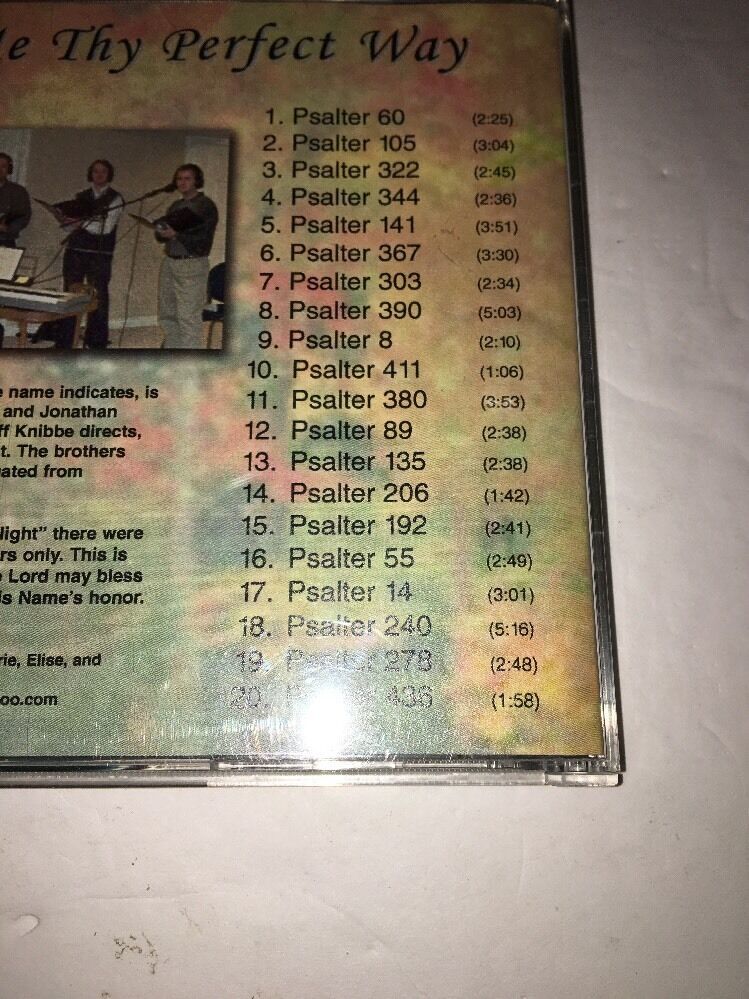 Me Thy Perfect Way
1. Psalter 60 (2:25)
2. Psalter 105 (3:04)
3. Psalter 322 (2:45)
4. Psalter 344 (2:36)
5. Psalter 141 (3:51)
6. Psalter 367 (3:30)
7. Psalter 303 (2:34)
8. Psalter 390 (5:03)
9. Psalter 8 (2:10)
10. Psalter 411 (1:06)
11. Psalter 380 (3:53)
12. Psalter 89 (2:38)
13. Psalter 135 (2:38)
14. Psalter 206 (1:42)
15. Psalter 192 (2:41)
16. Psalter 55 (2:49)
17. Psalter 14 (3:01)
18. Psalter 240 (5:16)
19. Psalter 278 (2:48)
20. Psalter 436 (1:58)
name indicates, is
and Jonathan
Knibbe directs,
The brothers
from
there were
only. This is
Lord may bless
Name's honor.
Elise, and
oo.com